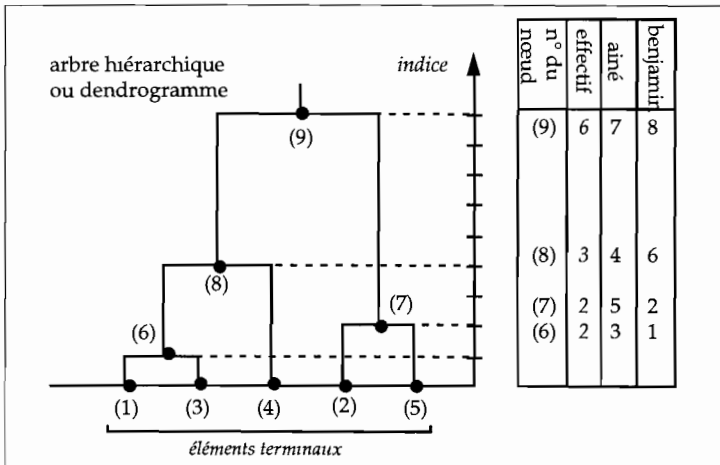 arbre hiérarchique
ou dendrogramme
indice
(9)
(8)
(7)
(6)
(1) (3) (4) (2) (5)
éléments terminaux
n° du nœud effectif ainé benjamin
(9) 6 7 8
(8) 3 4 6
(7) 2 5 2
(6) 2 3 1